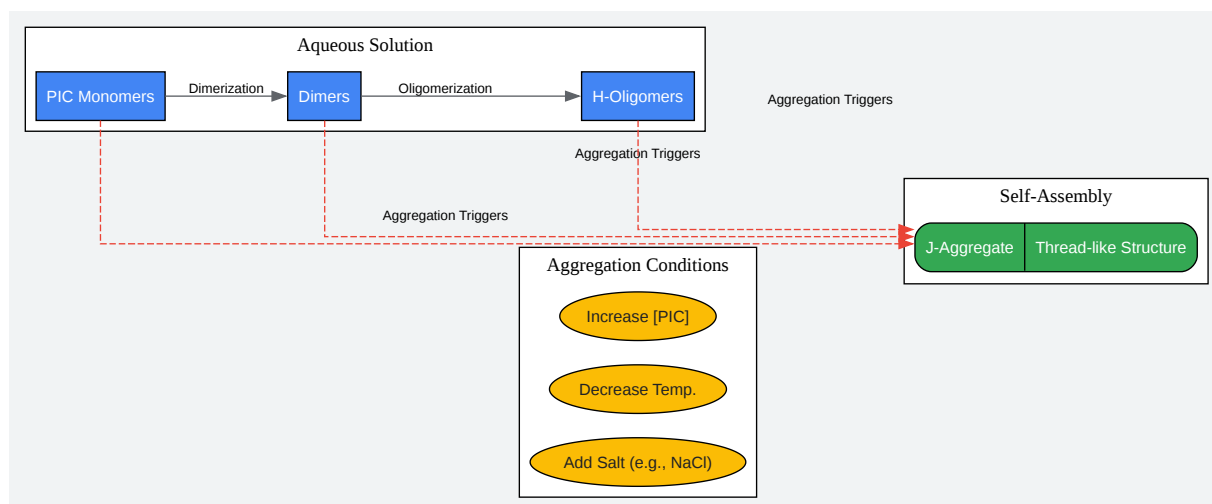 Aqueous Solution
PIC Monomers
Dimerization
Dimers
Oligomerization
H-Oligomers
Aggregation Triggers
Aggregation Triggers
Aggregation Triggers
Self-Assembly
J-Aggregate
Thread-like Structure
Aggregation Conditions
Increase [PIC]
Decrease Temp.
Add Salt (e.g., NaCl)